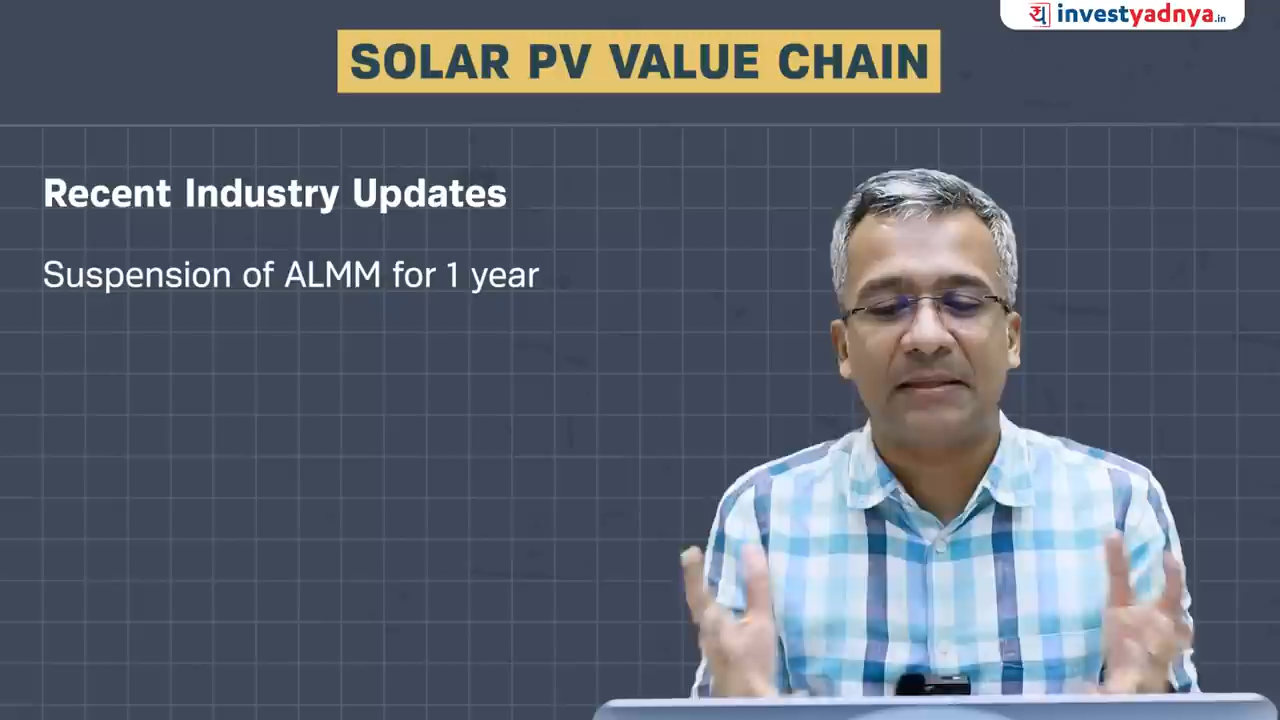 य investyadnya.in
SOLAR PV VALUE CHAIN
Recent Industry Updates
Suspension of ALMM for 1 year